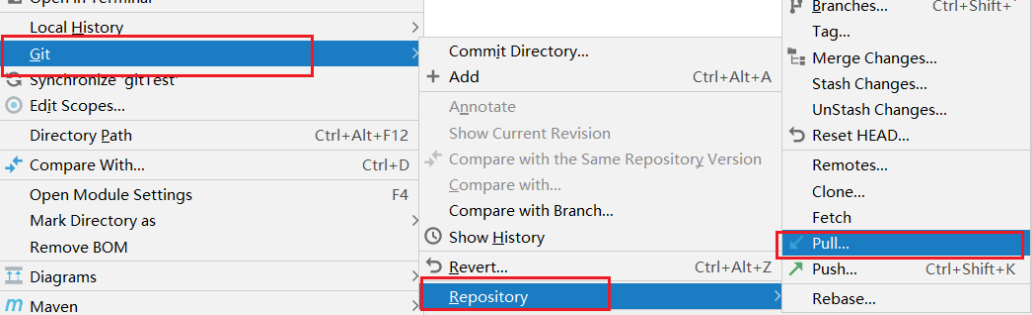 Open in Terminal
Local History
Git
Synchronize 'gitTest'
Edit Scopes...
Directory Path Ctrl+Alt+F12
Compare With... Ctrl+D
Open Module Settings F4
Mark Directory as
Remove BOM
Diagrams
Maven
Commit Directory...
Add Ctrl+Alt+A
Annotate
Show Current Revision
Compare with the Same Repository Version
Compare with...
Compare with Branch...
Show History
Revert... Ctrl+Alt+Z
Repository
Branches... Ctrl+Shift+`
Tag...
Merge Changes...
Stash Changes...
UnStash Changes...
Reset HEAD...
Remotes...
Clone...
Fetch
Pull...
Push... Ctrl+Shift+K
Rebase...